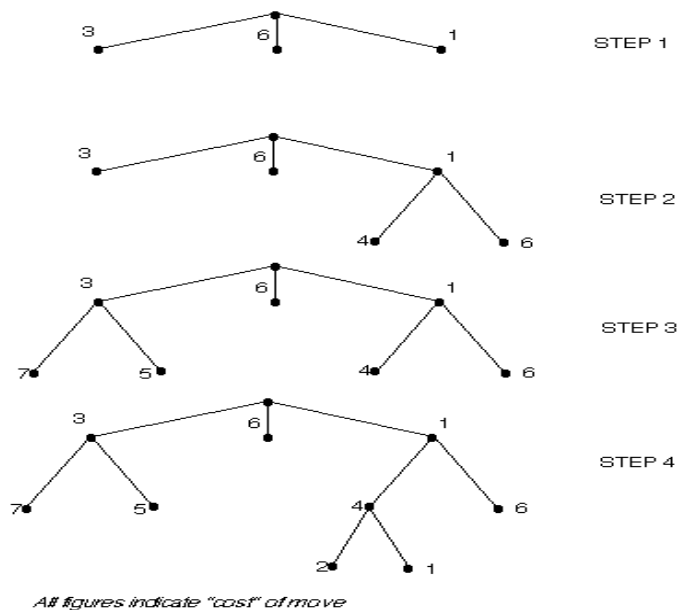 3 6 1 STEP 1
3 6 1
STEP 2
4 6
3 6 1
STEP 3
7 5 4 6
3 6 1
STEP 4
7 5 4 6
2 1
All figures indicate "cost" of move